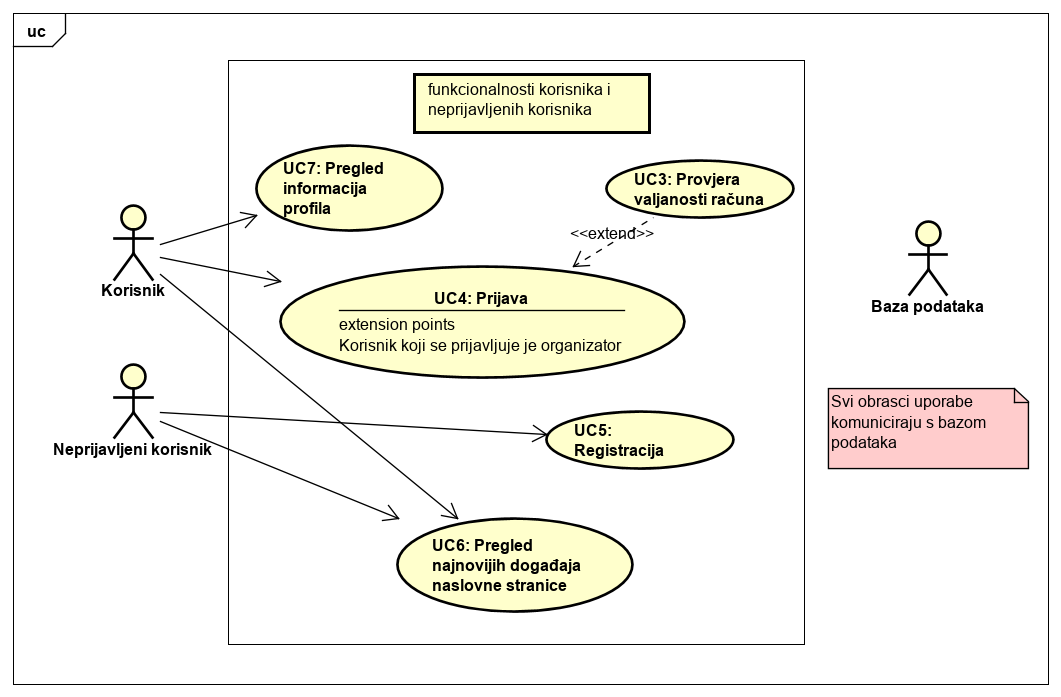 uc
funkcionalnosti korisnika i
neprijavljenih korisnika
UC7: Pregled
informacija
profila
UC3: Provjera
valjanosti računa
<<extend>>
Korisnik
Baza podataka
UC4: Prijava
extension points
Korisnik koji se prijavljuje je organizator
Neprijavljeni korisnik
UC5:
Registracija
Svi obrasci uporabe
komuniciraju s bazom
podataka
UC6: Pregled
najnovijih događaja
naslovne stranice